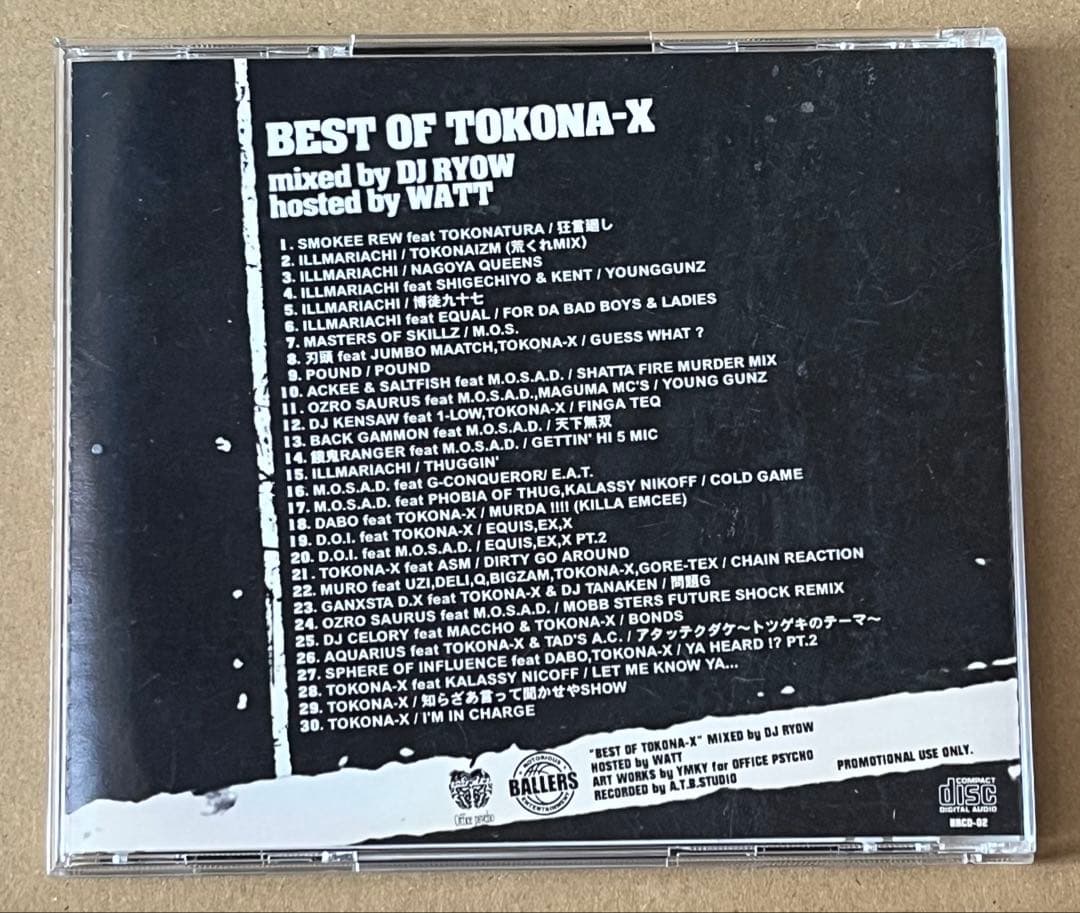 BEST OF TOKONA-X
mixed by DJ RYOW
hosted by WATT
1. SMOKEE REW feat TOKONATURA / 狂言廻し
2. ILLMARIACHI / TOKONAIZM (荒くれMIX)
3. ILLMARIACHI / NAGOYA QUEENS
4. ILLMARIACHI feat SHIGECHIYO & KENT / YOUNGGUNZ
5. ILLMARIACHI / 博徒九十七
6. ILLMARIACHI feat EQUAL / FOR DA BAD BOYS & LADIES
7. MASTERS OF SKILLZ / M.O.S.
8. 刃頭 feat JUMBO MAATCH,TOKONA-X / GUESS WHAT ?
9. POUND / POUND
10. ACKEE & SALTFISH feat M.O.S.A.D. / SHATTA FIRE MURDER MIX
11. OZRO SAURUS feat M.O.S.A.D.,MAGUMA MC'S / YOUNG GUNZ
12. DJ KENSAW feat 1-LOW,TOKONA-X / FINGA TEQ
13. BACK GAMMON feat M.O.S.A.D. / 天下無双
14. 餓鬼RANGER feat M.O.S.A.D. / GETTIN' HI 5 MIC
15. ILLMARIACHI / THUGGIN'
16. M.O.S.A.D. feat G-CONQUEROR/ E.A.T.
17. M.O.S.A.D. feat PHOBIA OF THUG,KALASSY NIKOFF / COLD GAME
18. DABO feat TOKONA-X / MURDA !!!! (KILLA EMCEE)
19. D.O.I. feat TOKONA-X / EQUIS,EX,X
20. D.O.I. feat M.O.S.A.D. / EQUIS,EX,X PT.2
21. TOKONA-X feat ASM / DIRTY GO AROUND
22. MURO feat UZI,DELI,Q,BIGZAM,TOKONA-X,GORE-TEX / CHAIN REACTION
23. GANXSTA D.X feat TOKONA-X & DJ TANAKEN / 問題G
24. OZRO SAURUS feat M.O.S.A.D. / MOBB STERS FUTURE SHOCK REMIX
25. DJ CELORY feat MACCHO & TOKONA-X / BONDS
26. AQUARIUS feat TOKONA-X & TAD'S A.C. / アタッテクダケ〜トツゲキのテーマ〜
27. SPHERE OF INFLUENCE feat DABO,TOKONA-X / YA HEARD !? PT.2
28. TOKONA-X feat KALASSY NICOFF / LET ME KNOW YA...
29. TOKONA-X / 知らざあ言って聞かせやSHOW
30. TOKONA-X / I'M IN CHARGE
Office psycho
NOTORIOUS
BALLERS
ENTERTAINMENT
"BEST OF TOKONA-X" MIXED by DJ RYOW
HOSTED by WATT
ART WORKS by YMKY for OFFICE PSYCHO
RECORDED by A.T.B.STUDIO
PROMOTIONAL USE ONLY.
COMPACT
disc
DIGITAL AUDIO
BRCD-02